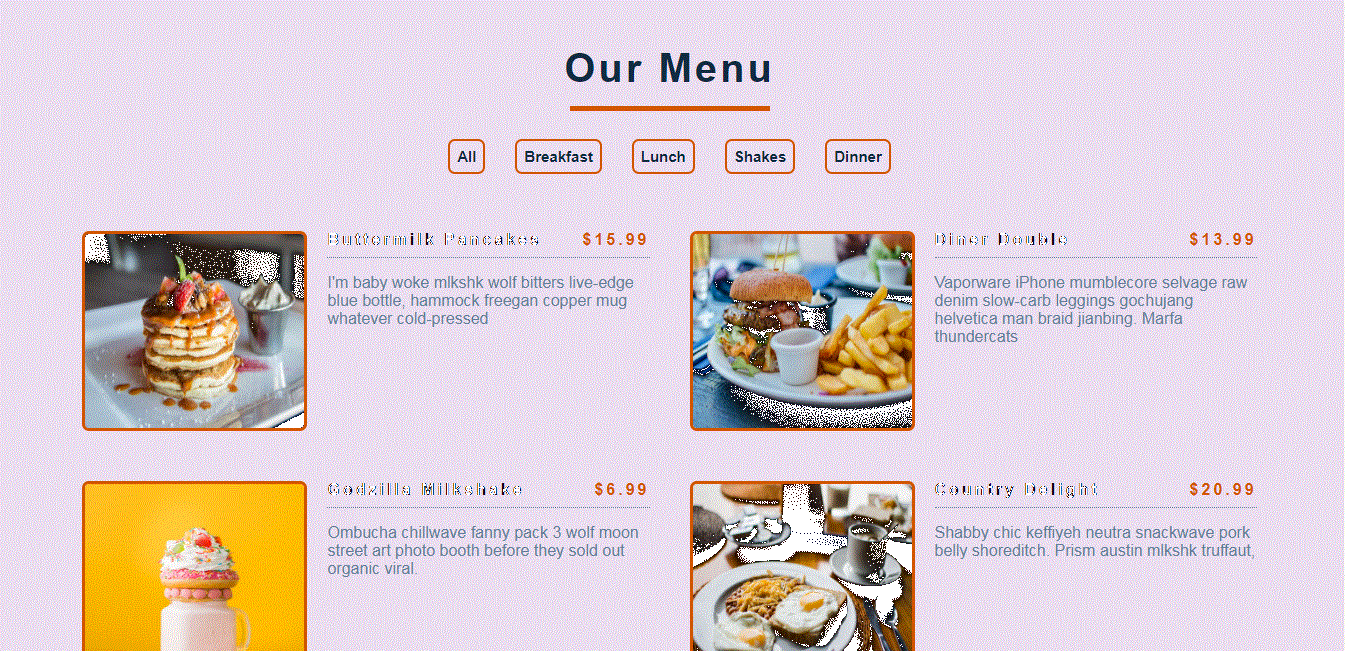 Our Menu
All Breakfast Lunch Shakes Dinner
Buttermilk Pancakes $15.99
I'm baby woke mlkshk wolf bitters live-edge
blue bottle, hammock freegan copper mug
whatever cold-pressed
Diner Double $13.99
Vaporware iPhone mumblecore selvage raw
denim slow-carb leggings gochujang
helvetica man braid jianbing. Marfa
thundercats
Godzilla Milkshake $6.99
Ombucha chillwave fanny pack 3 wolf moon
street art photo booth before they sold out
organic viral.
Country Delight $20.99
Shabby chic keffiyeh neutra snackwave pork
belly shoreditch. Prism austin mlkshk truffaut,